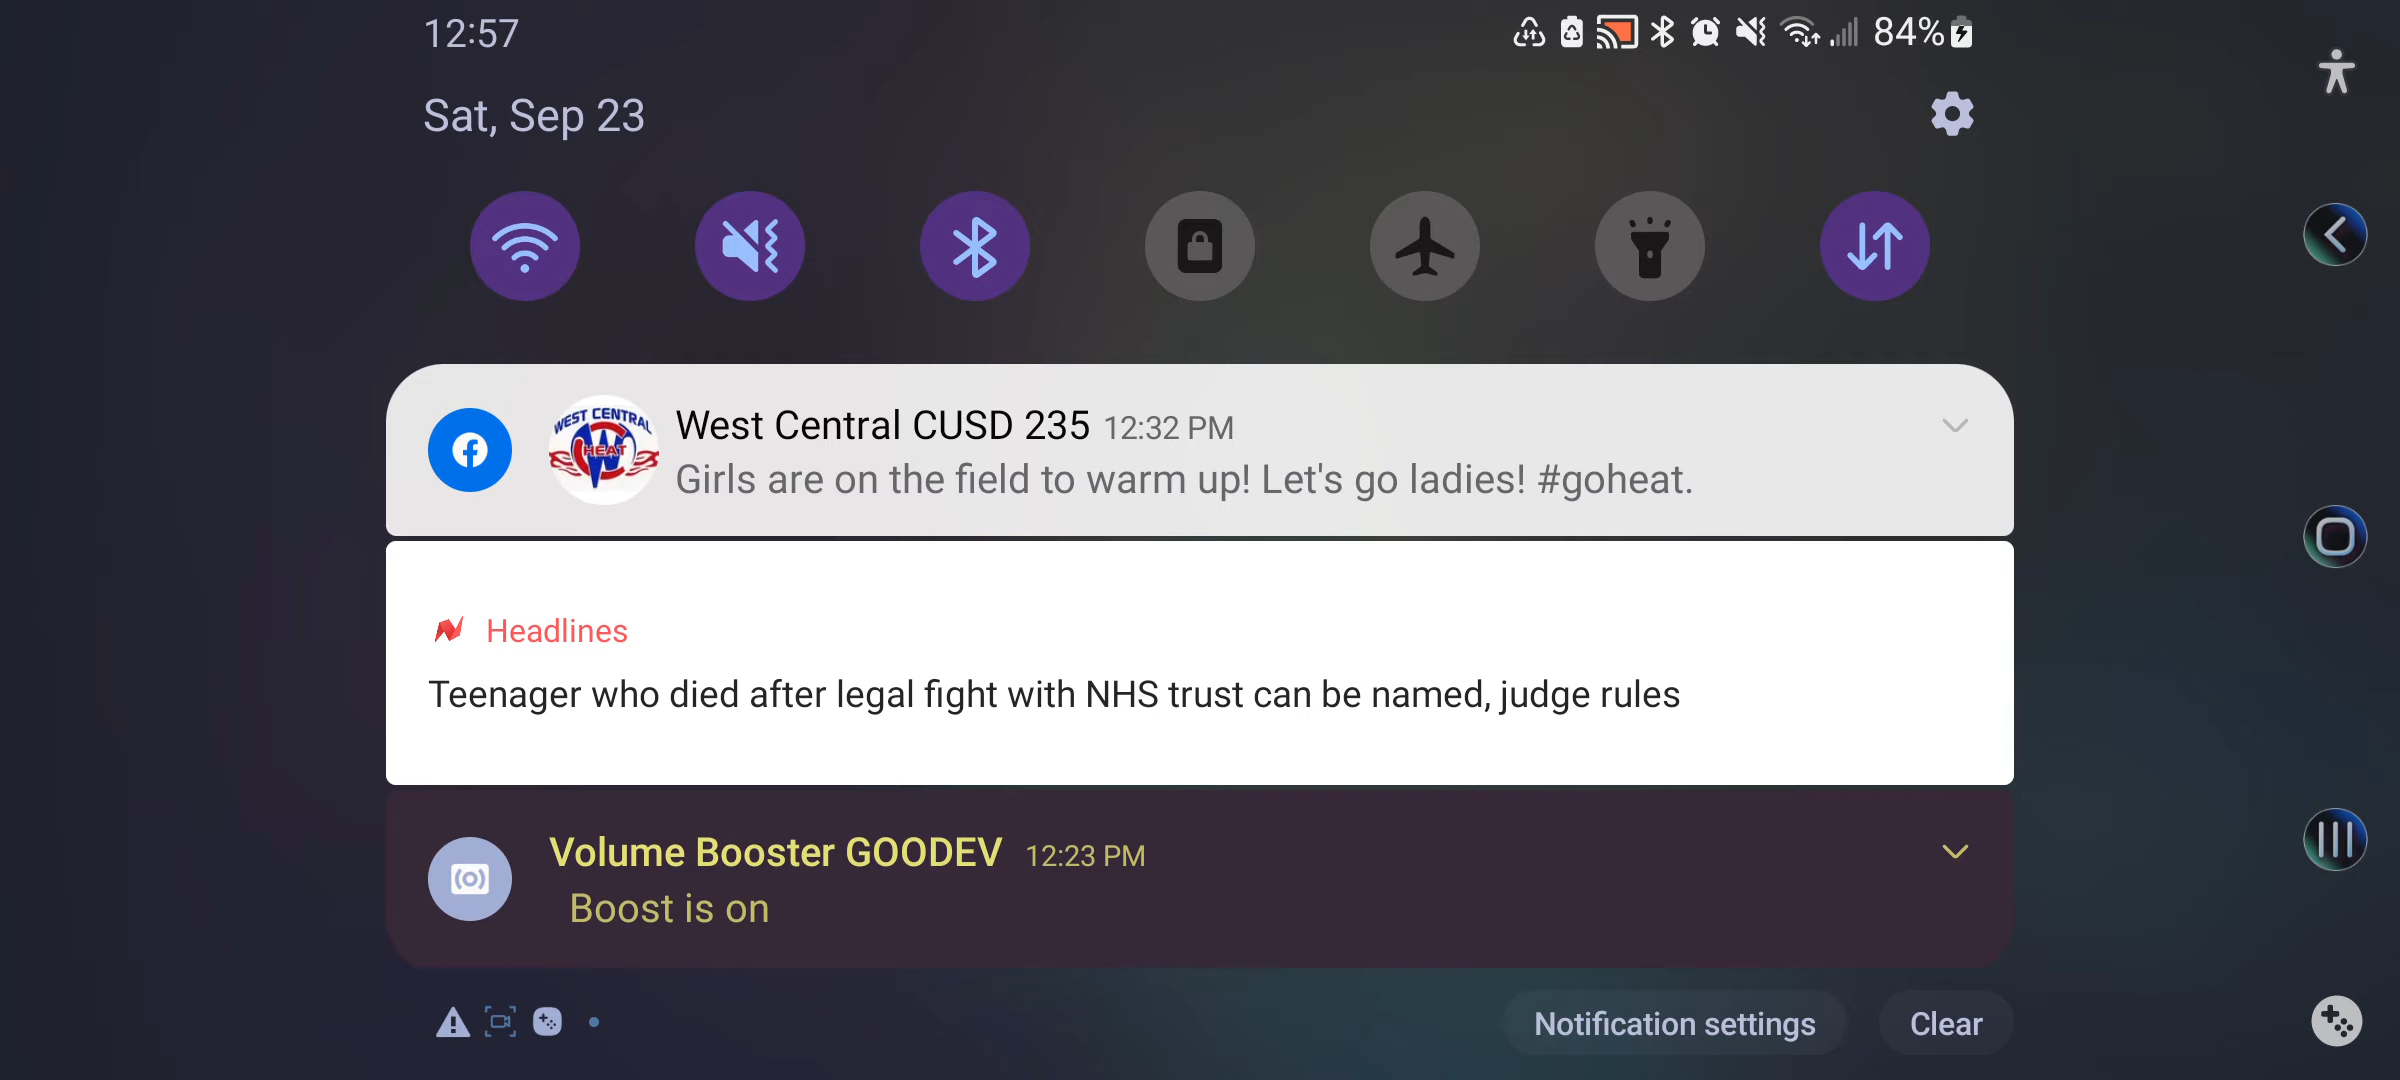 12:57
84%
Sat, Sep 23
WEST CENTRAL
HEAT
West Central CUSD 235 12:32 PM
Girls are on the field to warm up! Let's go ladies! #goheat.
Headlines
Teenager who died after legal fight with NHS trust can be named, judge rules
Volume Booster GOODEV 12:23 PM
Boost is on
Notification settings
Clear